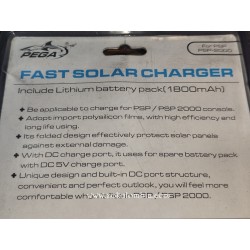 PEGA
For PSP
PSP-2000
FAST SOLAR CHARGER
Include Lithium battery pack(1800mAh)
Be applicable to charge for PSP / PSP 2000 console.
Adopt import polysilicon films, with high efficiency and
long life using.
Its folded design effectively protect solar panels
against external damage.
With DC charge port, it uses for spare battery pack
with DC 5V charge port.
Unique design and built-in DC port structure,
convenient and perfect outlook, you will feel more
comfortable when PSP 2000.